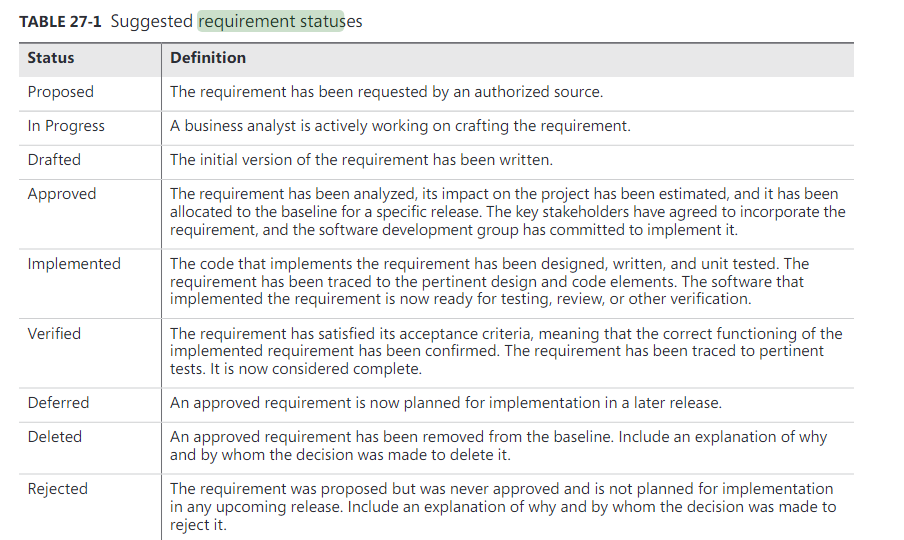 TABLE 27-1 Suggested requirement statuses
Status Definition
Proposed The requirement has been requested by an authorized source.
In Progress A business analyst is actively working on crafting the requirement.
Drafted The initial version of the requirement has been written.
Approved The requirement has been analyzed, its impact on the project has been estimated, and it has been
allocated to the baseline for a specific release. The key stakeholders have agreed to incorporate the
requirement, and the software development group has committed to implement it.
Implemented The code that implements the requirement has been designed, written, and unit tested. The
requirement has been traced to the pertinent design and code elements. The software that
implemented the requirement is now ready for testing, review, or other verification.
Verified The requirement has satisfied its acceptance criteria, meaning that the correct functioning of the
implemented requirement has been confirmed. The requirement has been traced to pertinent
tests. It is now considered complete.
Deferred An approved requirement is now planned for implementation in a later release.
Deleted An approved requirement has been removed from the baseline. Include an explanation of why
and by whom the decision was made to delete it.
Rejected The requirement was proposed but was never approved and is not planned for implementation
in any upcoming release. Include an explanation of why and by whom the decision was made to
reject it.